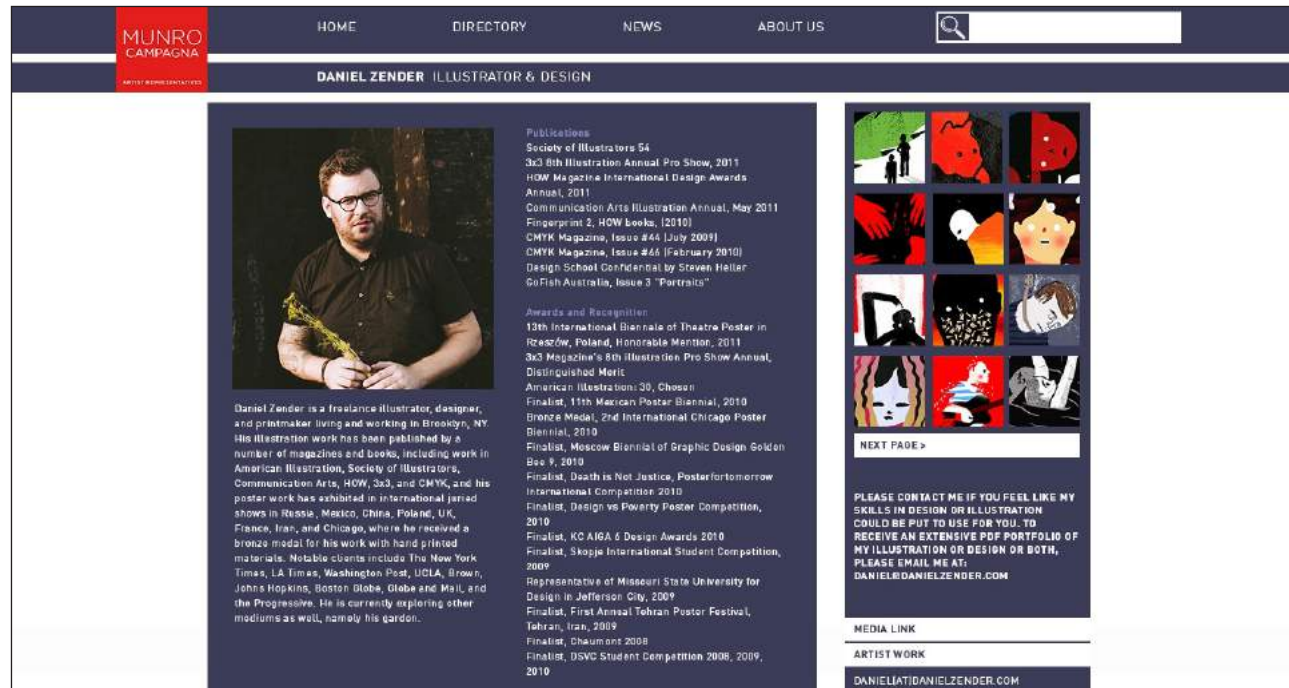 MUNRO
CAMPAGNA
ARTIST REPRESENTATIVES
HOME
DIRECTORY
NEWS
ABOUT US
DANIEL ZENDER ILLUSTRATOR & DESIGN
Daniel Zender is a freelance illustrator, designer,
and printmaker living and working in Brooklyn, NY.
His illustration work has been published by a
number of magazines and books, including work in
American Illustration, Society of Illustrators,
Communication Arts, HOW, 3x3, and CMYK, and his
poster work has exhibited in international juried
shows in Russia, Mexico, China, Poland, UK,
France, Iran, and Chicago, where he received a
bronze medal for his work with hand printed
materials. Notable clients include The New York
Times, LA Times, Washington Post, UCLA, Brown,
Johns Hopkins, Boston Globe, Globe and Mail, and
the Progressive. He is currently exploring other
mediums as well, namely his garden.
Publications
Society of Illustrators 54
3x3 8th Illustration Annual Pro Show, 2011
HOW Magazine International Design Awards
Annual, 2011
Communication Arts Illustration Annual, May 2011
Fingerprint 2, HOW books, (2010)
CMYK Magazine, Issue #44 (July 2009)
CMYK Magazine, Issue #46 (February 2010)
Design School Confidential by Steven Heller
GoFish Australia, Issue 3 "Portraits"
Awards and Recognition
13th International Biennale of Theatre Poster in
Rzeszów, Poland, Honorable Mention, 2011
3x3 Magazine's 8th illustration Pro Show Annual,
Distinguished Merit
American Illustration: 30, Chosen
Finalist, 11th Mexican Poster Biennial, 2010
Bronze Medal, 2nd International Chicago Poster
Biennial, 2010
Finalist, Moscow Biennial of Graphic Design Golden
Bee 9, 2010
Finalist, Death is Not Justice, Posterfortomorrow
International Competition 2010
Finalist, Design vs Poverty Poster Competition,
2010
Finalist, KC AIGA 6 Design Awards 2010
Finalist, Skopje International Student Competition,
2009
Representative of Missouri State University for
Design in Jefferson City, 2009
Finalist, First Annual Tehran Poster Festival,
Tehran, Iran, 2009
Finalist, Chaumont 2008
Finalist, DSVC Student Competition 2008, 2009,
2010
NEXT PAGE >
PLEASE CONTACT ME IF YOU FEEL LIKE MY
SKILLS IN DESIGN OR ILLUSTRATION
COULD BE PUT TO USE FOR YOU. TO
RECEIVE AN EXTENSIVE PDF PORTFOLIO OF
MY ILLUSTRATION OR DESIGN OR BOTH,
PLEASE EMAIL ME AT:
DANIEL@DANIELZENDER.COM
MEDIA LINK
ARTIST WORK
DANIEL(AT)DANIELZENDER.COM